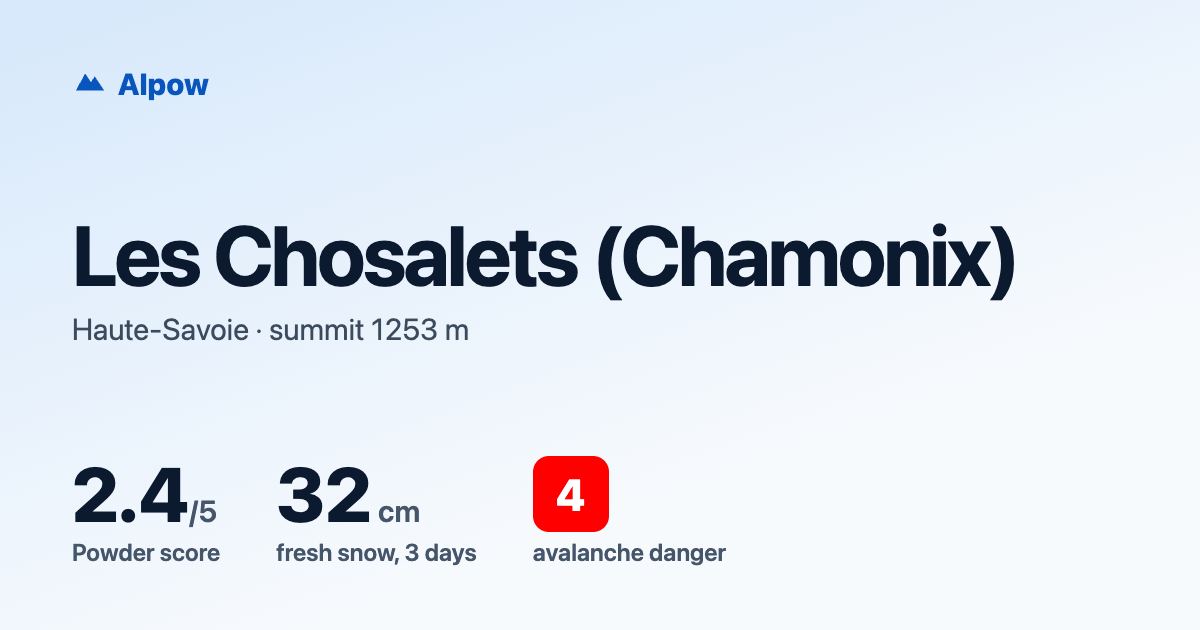 Alpow
Les Chosalets (Chamonix)
Haute-Savoie · summit 1253 m
2.4/5
Powder score
32 cm
fresh snow, 3 days
4
avalanche danger